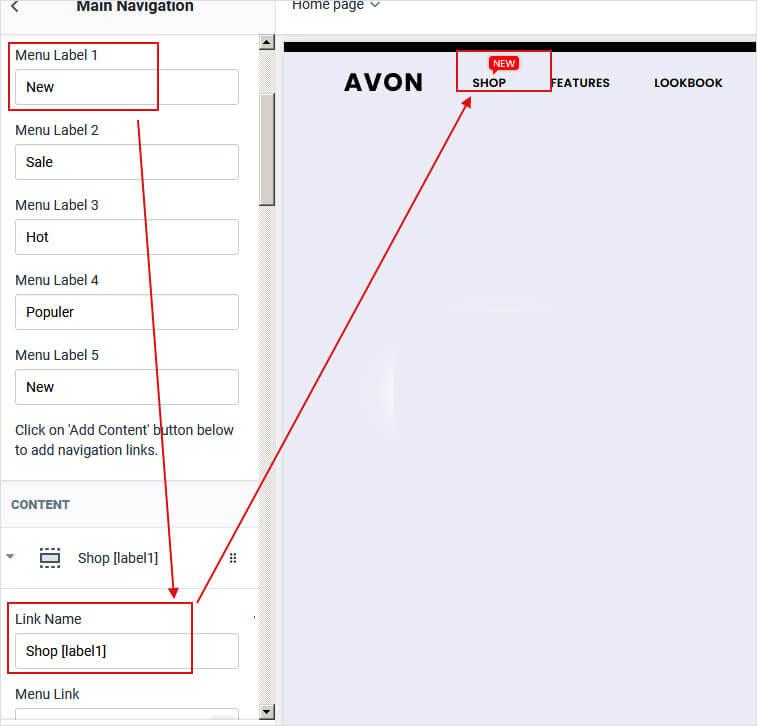 Main Navigation
Home page
Menu Label 1
New
Menu Label 2
Sale
Menu Label 3
Hot
Menu Label 4
Populer
Menu Label 5
New
Click on 'Add Content' button below
to add navigation links.
CONTENT
Shop [label1]
Link Name
Shop [label1]
Menu Link
NEW
AVON SHOP FEATURES LOOKBOOK